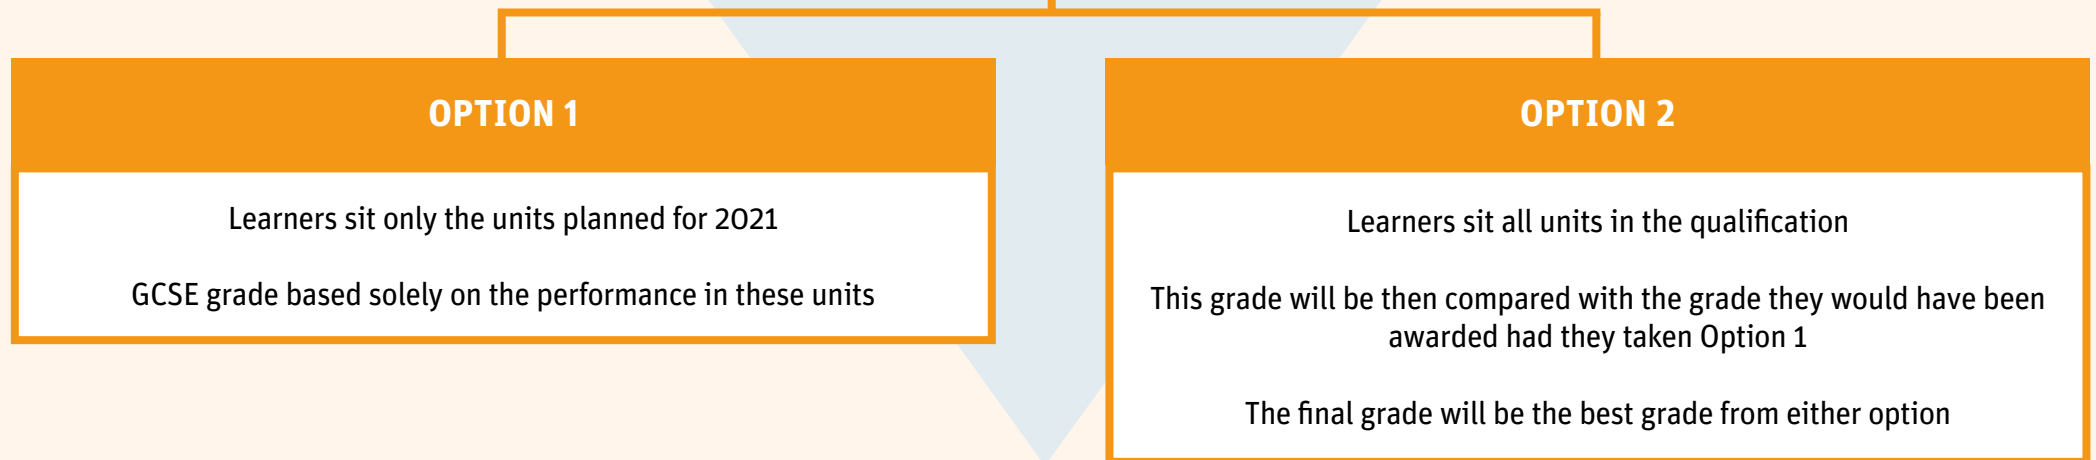 OPTION 1
Learners sit only the units planned for 2021
GCSE grade based solely on the performance in these units
OPTION 2
Learners sit all units in the qualification
This grade will be then compared with the grade they would have been
awarded had they taken Option 1
The final grade will be the best grade from either option